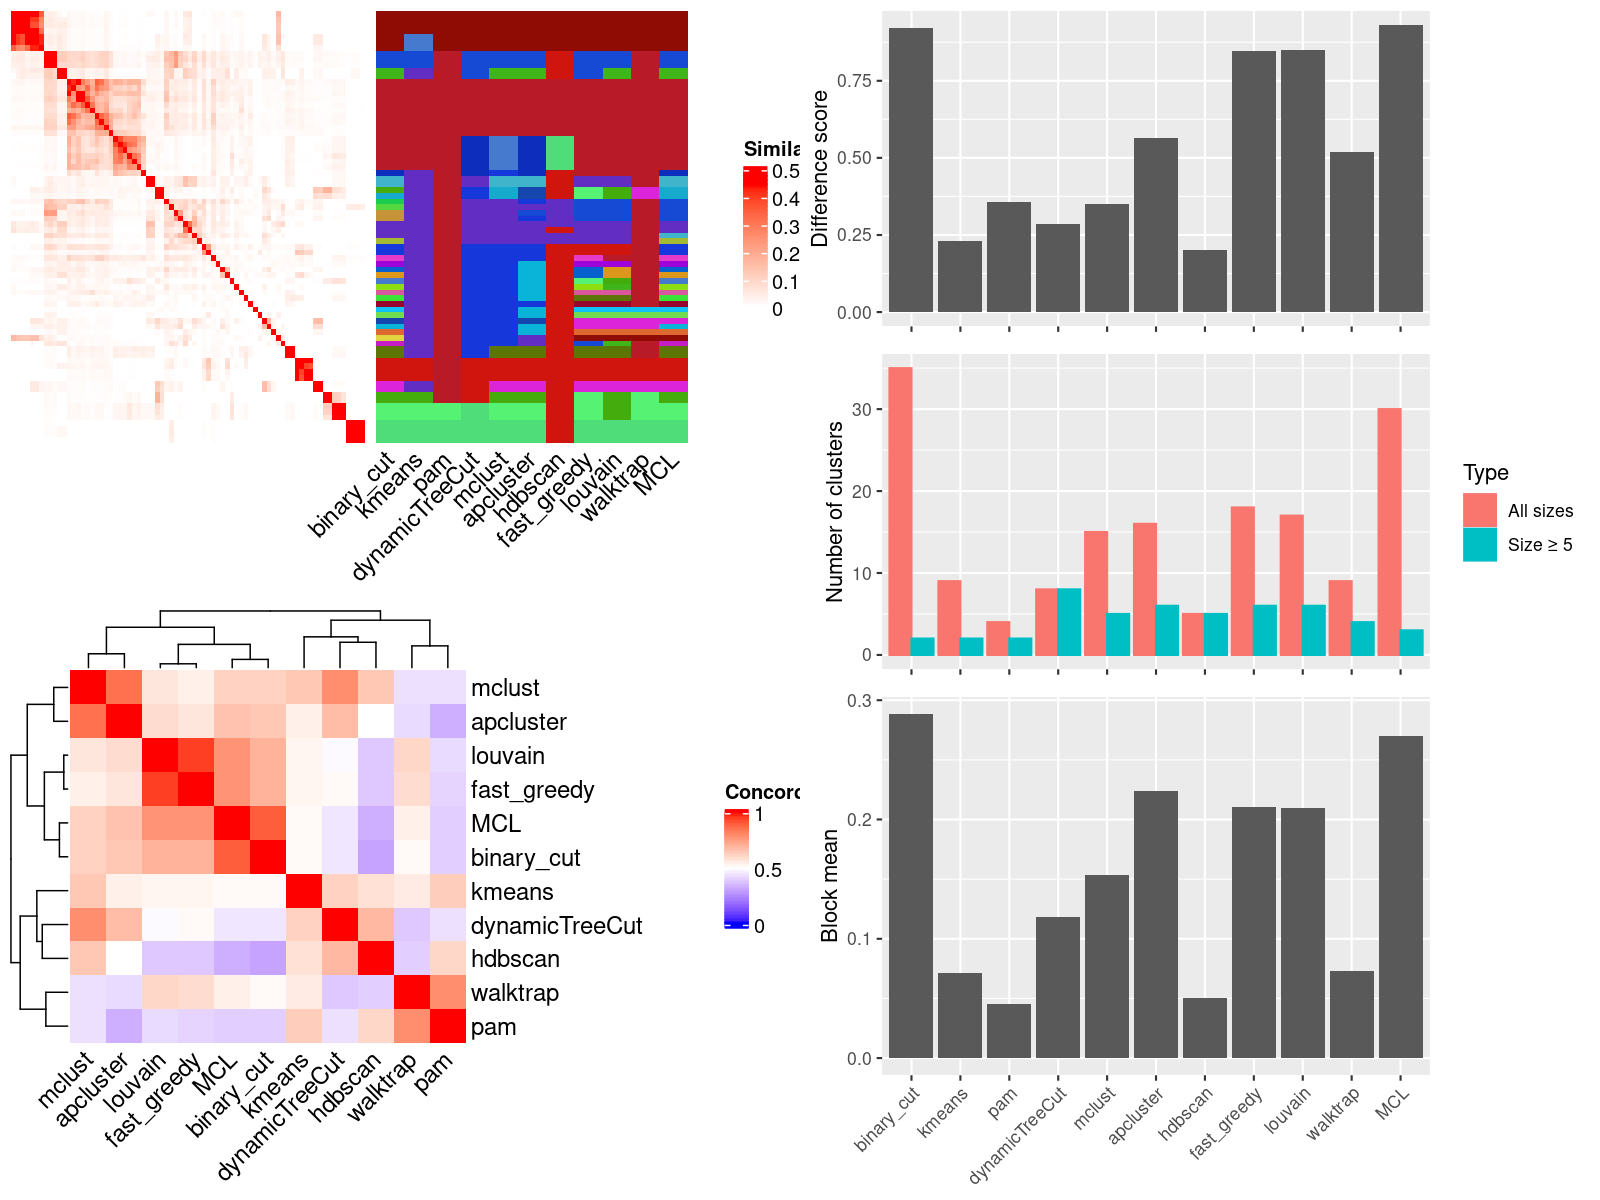 Simila
0.5
0.4
0.3
0.2
0.1
0
binary_cut
kmeans
pam
dynamicTreeCut
mclust
apcluster
hdbscan
fast_greedy
louvain
walktrap
MCL
mclust
apcluster
louvain
fast_greedy
MCL
binary_cut
kmeans
dynamicTreeCut
hdbscan
walktrap
pam
mclust
apcluster
louvain
fast_greedy
MCL
binary_cut
kmeans
dynamicTreeCut
hdbscan
walktrap
pam
Concord
1
0.5
0
Difference score
0.75
0.50
0.25
0.00
Number of clusters
30
20
10
0
Type
All sizes
Size ≥ 5
Block mean
0.3
0.2
0.1
0.0
binary_cut
kmeans
pam
dynamicTreeCut
mclust
apcluster
hdbscan
fast_greedy
louvain
walktrap
MCL